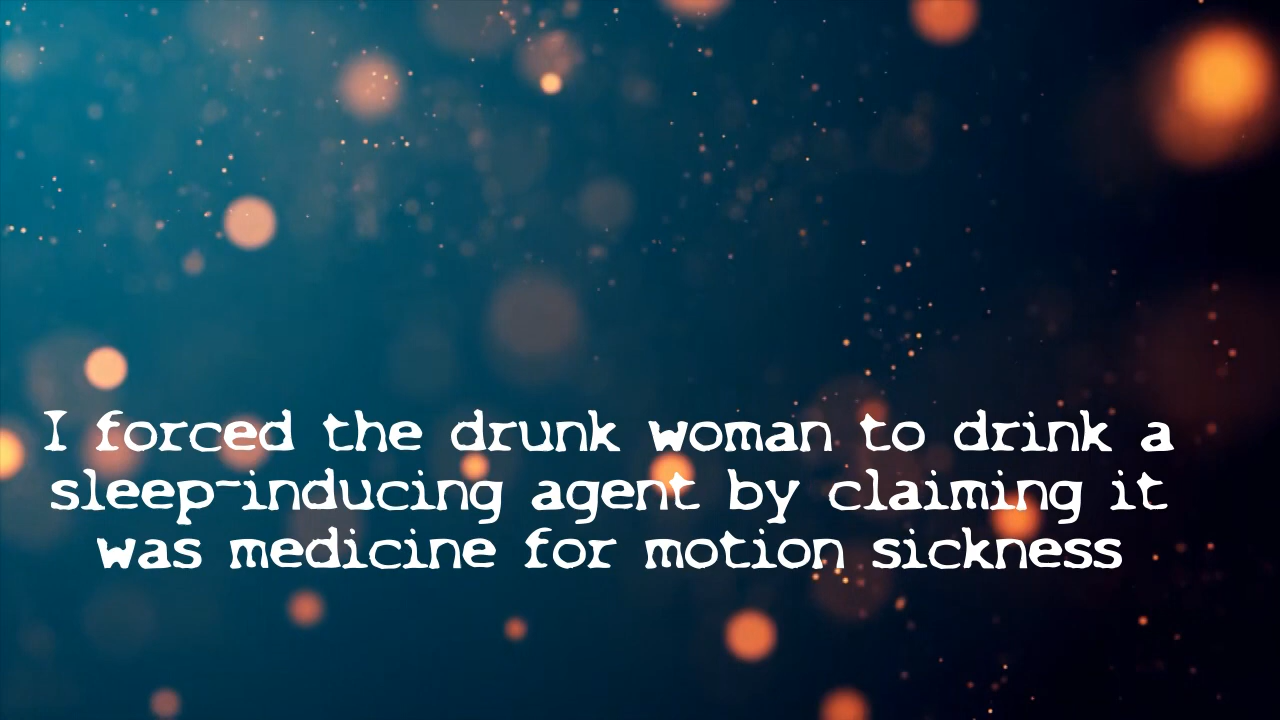 I forced the drunk woman to drink a
sleep-inducing agent by claiming it
was medicine for motion sickness